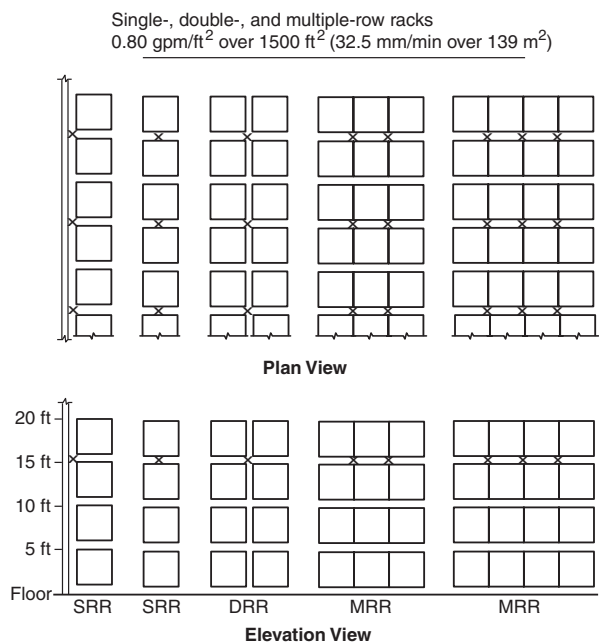 Single-, double-, and multiple-row racks
0.80 gpm/ft² over 1500 ft² (32.5 mm/min over 139 m²)
Plan View
20 ft
15 ft
10 ft
5 ft
Floor
SRR SRR DRR MRR MRR
Elevation View